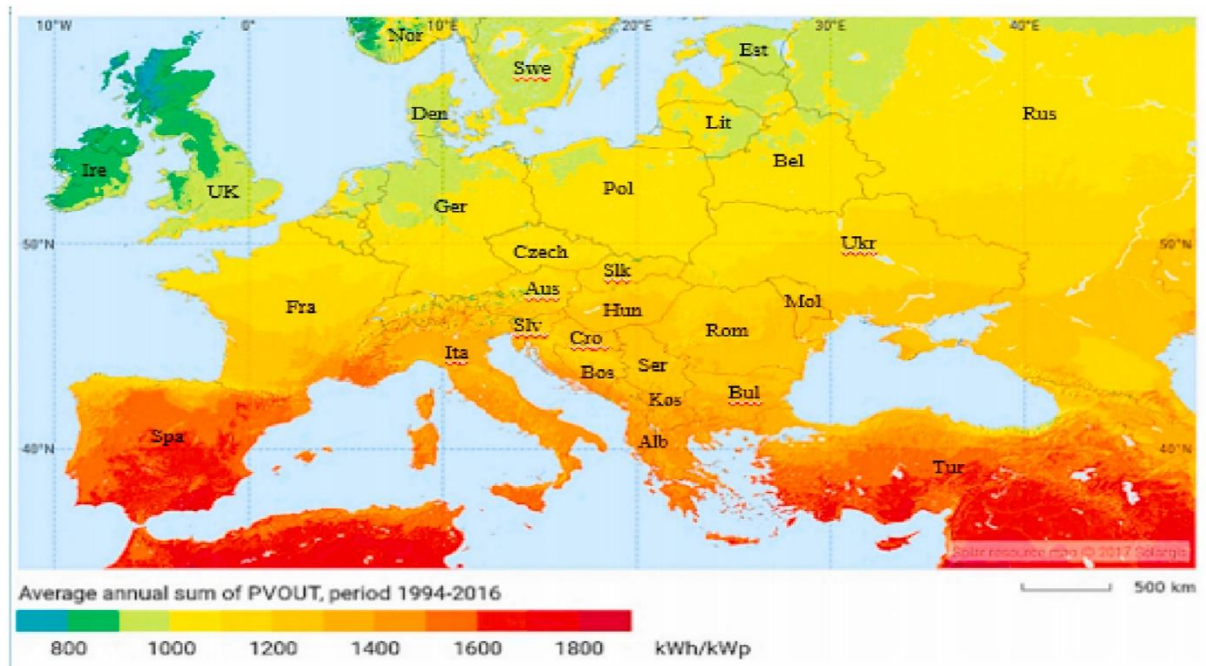 10°W 0° 10°E 20°E 30°E 40°E
Nor
Swe
Est
Den
Lit
Rus
Ire
Bel
UK
Pol
Ger
50°N
Czech
Ukr
50°N
Slk
Aus
Fra
Hun
Mol
Slv
Cro
Rom
Ita
Bos
Ser
Kos
Bul
Spa
Alb
40°N
40°N
Tur
Solar resource map © 2017 Solargis
Average annual sum of PVOUT, period 1994-2016
500 km
800 1000 1200 1400 1600 1800 kWh/kWp